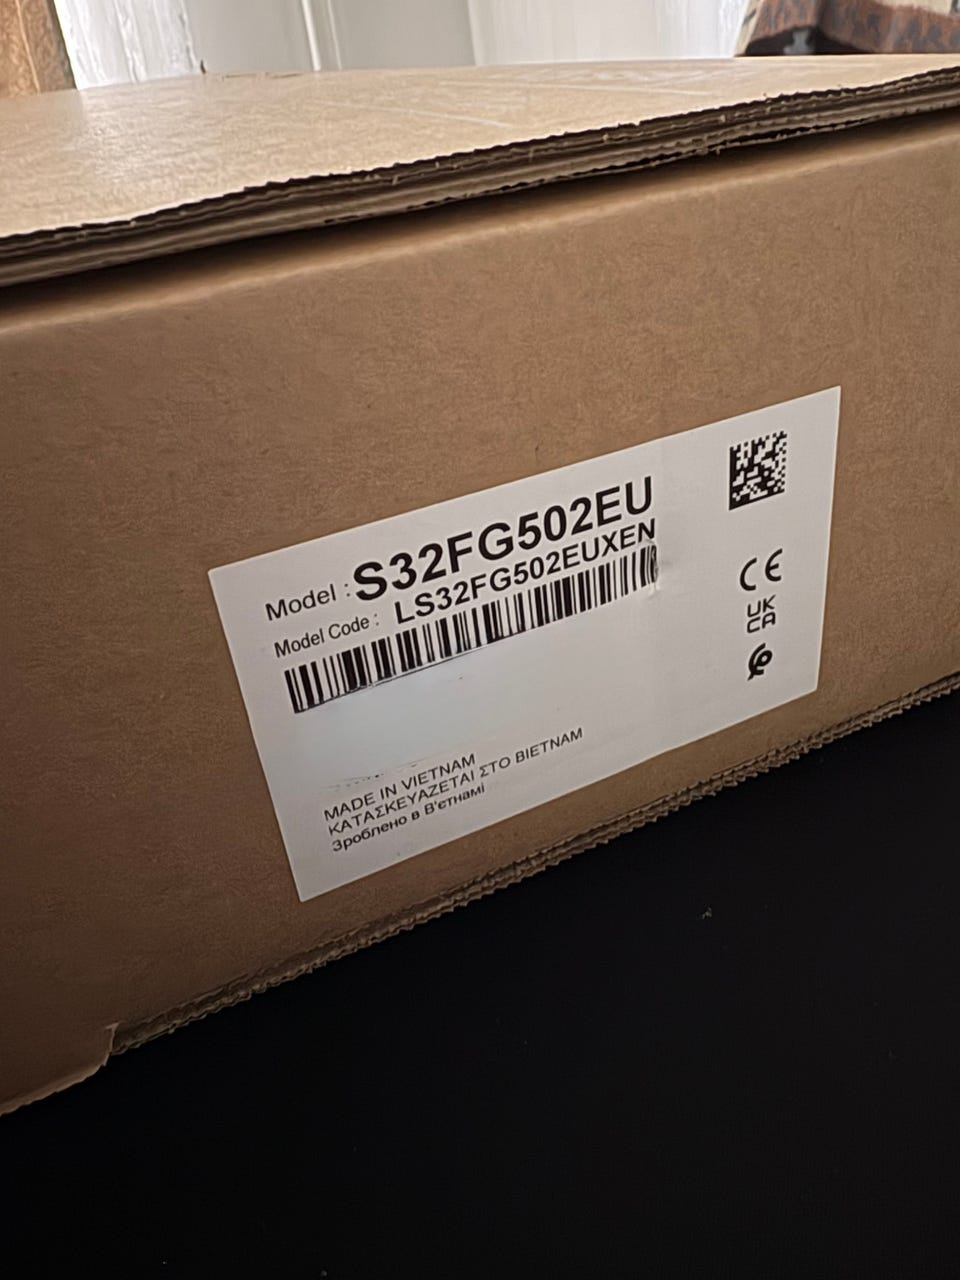 Model : S32FG502EU
Model Code : LS32FG502EUXEN
MADE IN VIETNAM
ΚΑΤΑΣΚΕΥΑΖΕΤΑΙ ΣΤΟ ΒΙΕΤΝΑΜ
Зроблено в В'єтнамі
CE
UK
CA